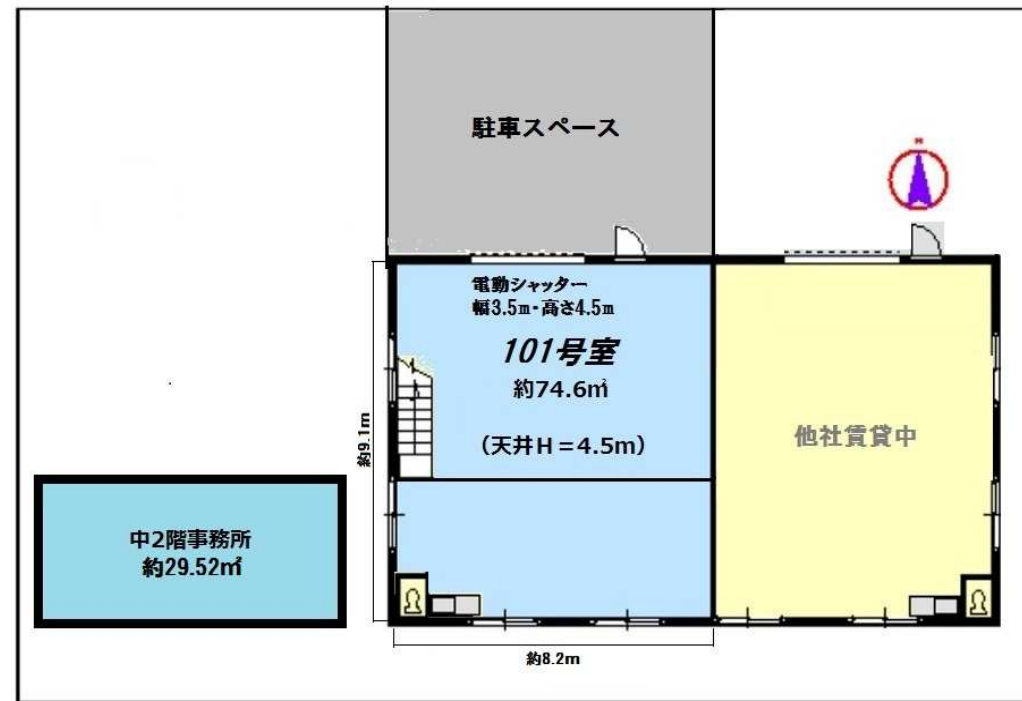 駐車スペース
N
電動シャッター
幅3.5m・高さ4.5m
101号室
約74.6㎡
(天井H=4.5m)
他社賃貸中
約9.1m
中2階事務所
約29.52㎡
約8.2m